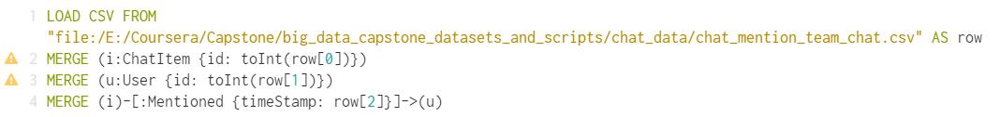 1 LOAD CSV FROM
"file:/E:/Coursera/Capstone/big_data_capstone_datasets_and_scripts/chat_data/chat_mention_team_chat.csv" AS row
2 MERGE (i:ChatItem {id: toInt(row[0])})
3 MERGE (u:User {id: toInt(row[1])})
4 MERGE (i)-[:Mentioned {timeStamp: row[2]}]->(u)